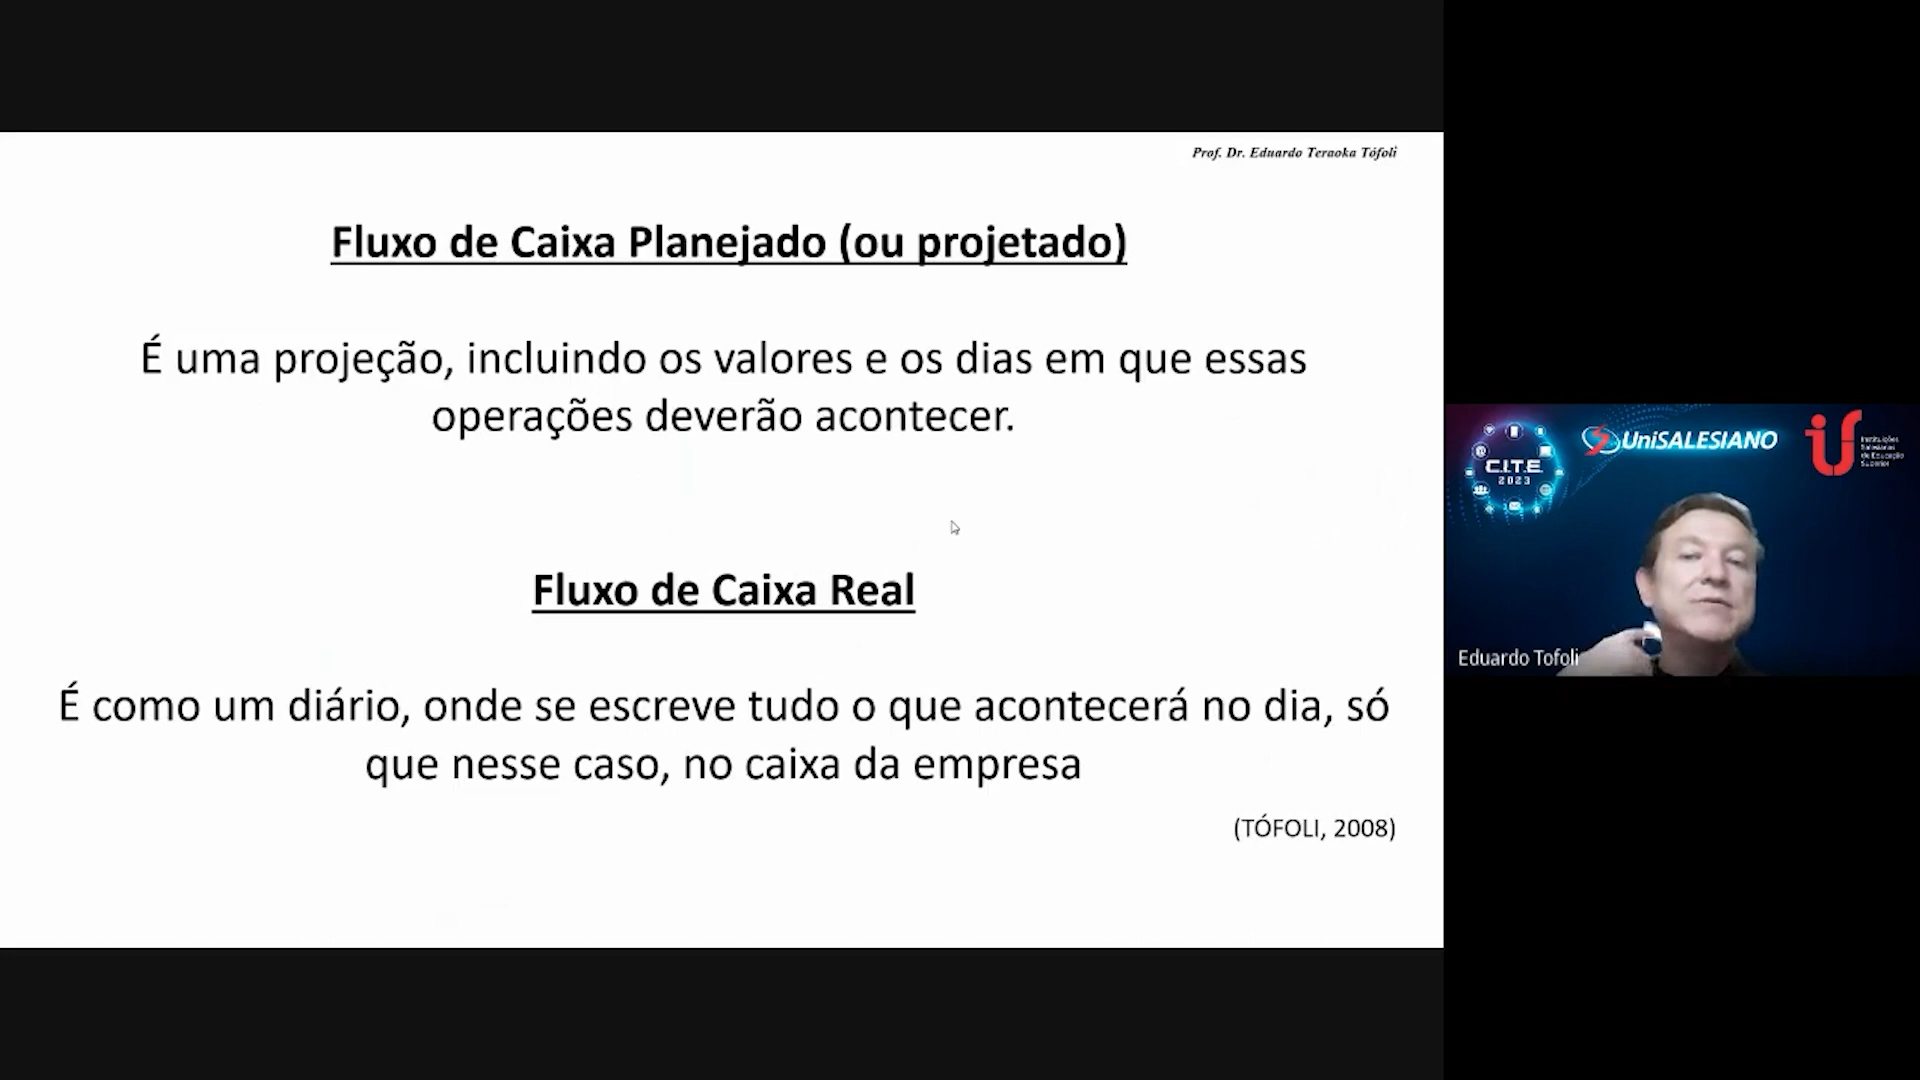 Prof. Dr. Eduardo Teraoka Tófoli
Fluxo de Caixa Planejado (ou projetado)
É uma projeção, incluindo os valores e os dias em que essas
operações deverão acontecer.
Fluxo de Caixa Real
É como um diário, onde se escreve tudo o que acontecerá no dia, só
que nesse caso, no caixa da empresa
(TÓFOLI, 2008)
C.I.T.E.
2023
UniSALESIANO
Instituições
Salesianas
de Educação
Superior
Eduardo Tofoli